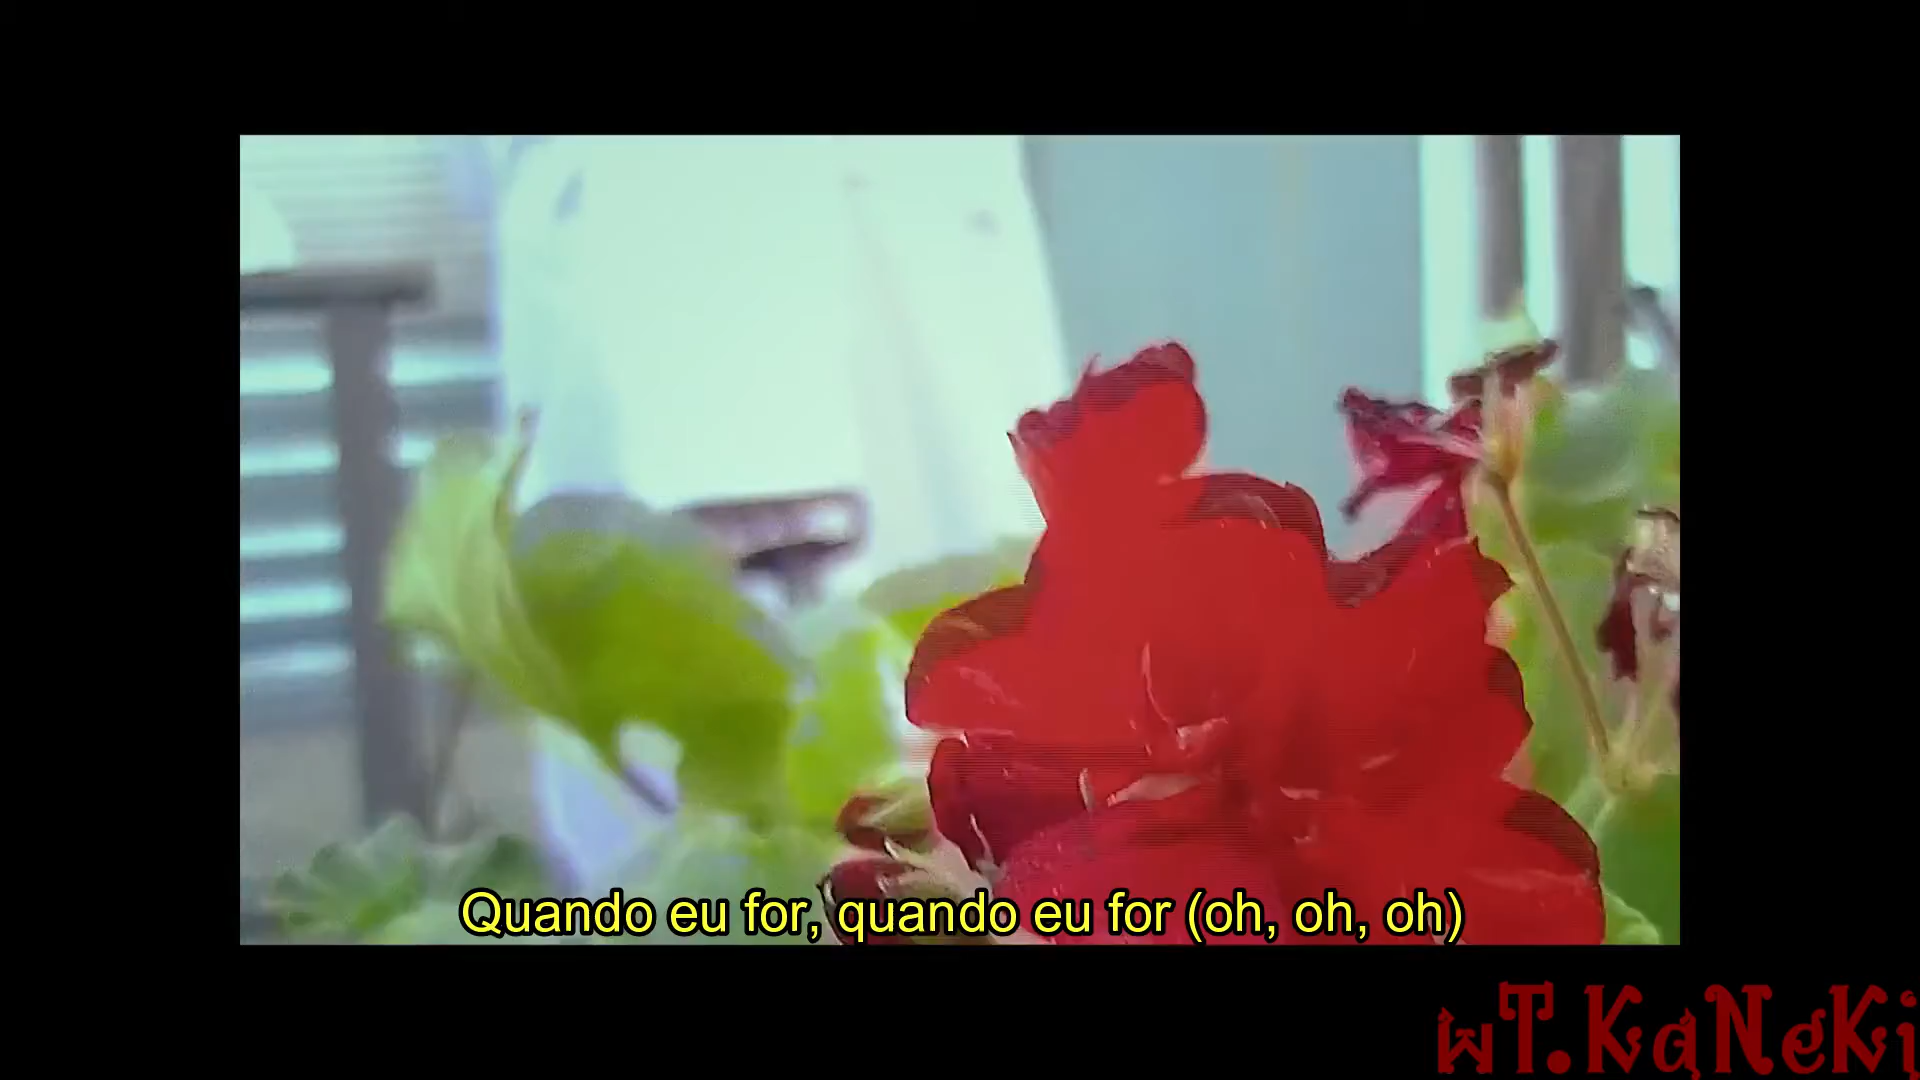 Quando eu for, quando eu for (oh, oh, oh)
wT.KaNeKi